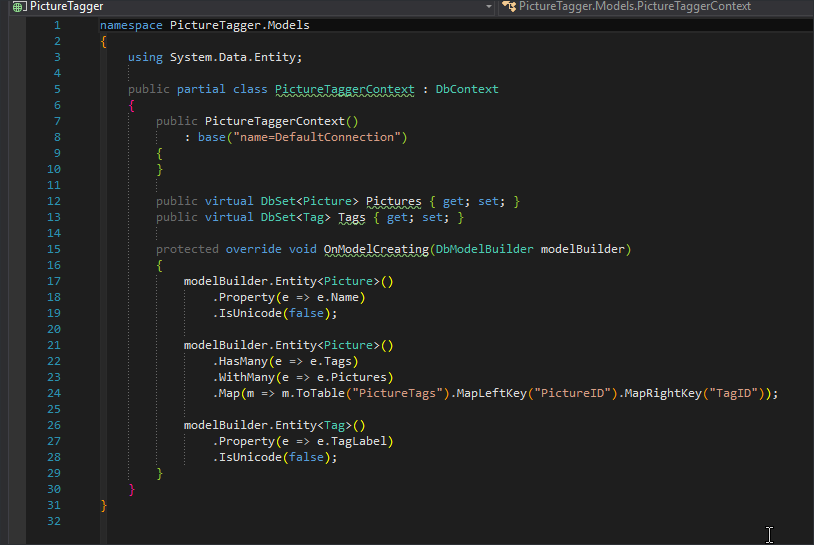 PictureTagger
PictureTagger.Models.PictureTaggerContext
1 namespace PictureTagger.Models
2 {
3 using System.Data.Entity;
4
5 public partial class PictureTaggerContext : DbContext
6 {
7 public PictureTaggerContext()
8 : base("name=DefaultConnection")
9 {
10 }
11
12 public virtual DbSet<Picture> Pictures { get; set; }
13 public virtual DbSet<Tag> Tags { get; set; }
14
15 protected override void OnModelCreating(DbModelBuilder modelBuilder)
16 {
17 modelBuilder.Entity<Picture>()
18 .Property(e => e.Name)
19 .IsUnicode(false);
20
21 modelBuilder.Entity<Picture>()
22 .HasMany(e => e.Tags)
23 .WithMany(e => e.Pictures)
24 .Map(m => m.ToTable("PictureTags").MapLeftKey("PictureID").MapRightKey("TagID"));
25
26 modelBuilder.Entity<Tag>()
27 .Property(e => e.TagLabel)
28 .IsUnicode(false);
29 }
30 }
31 }
32